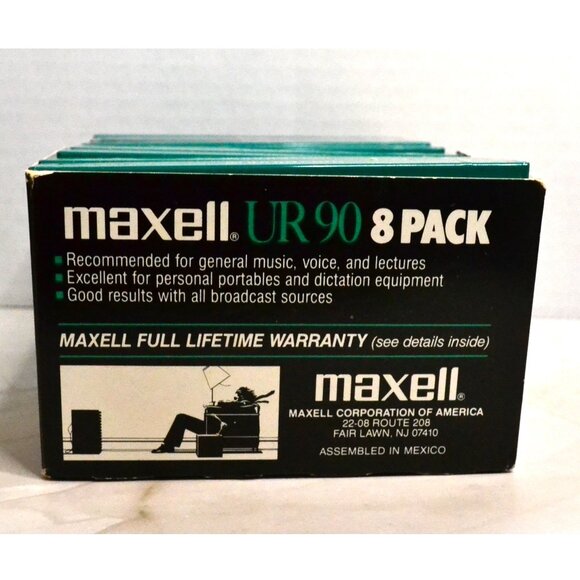 maxell® UR 90 8 PACK
▪ Recommended for general music, voice, and lectures
▪ Excellent for personal portables and dictation equipment
▪ Good results with all broadcast sources
MAXELL FULL LIFETIME WARRANTY (see details inside)
maxell®
MAXELL CORPORATION OF AMERICA
22-08 ROUTE 208
FAIR LAWN, NJ 07410
ASSEMBLED IN MEXICO